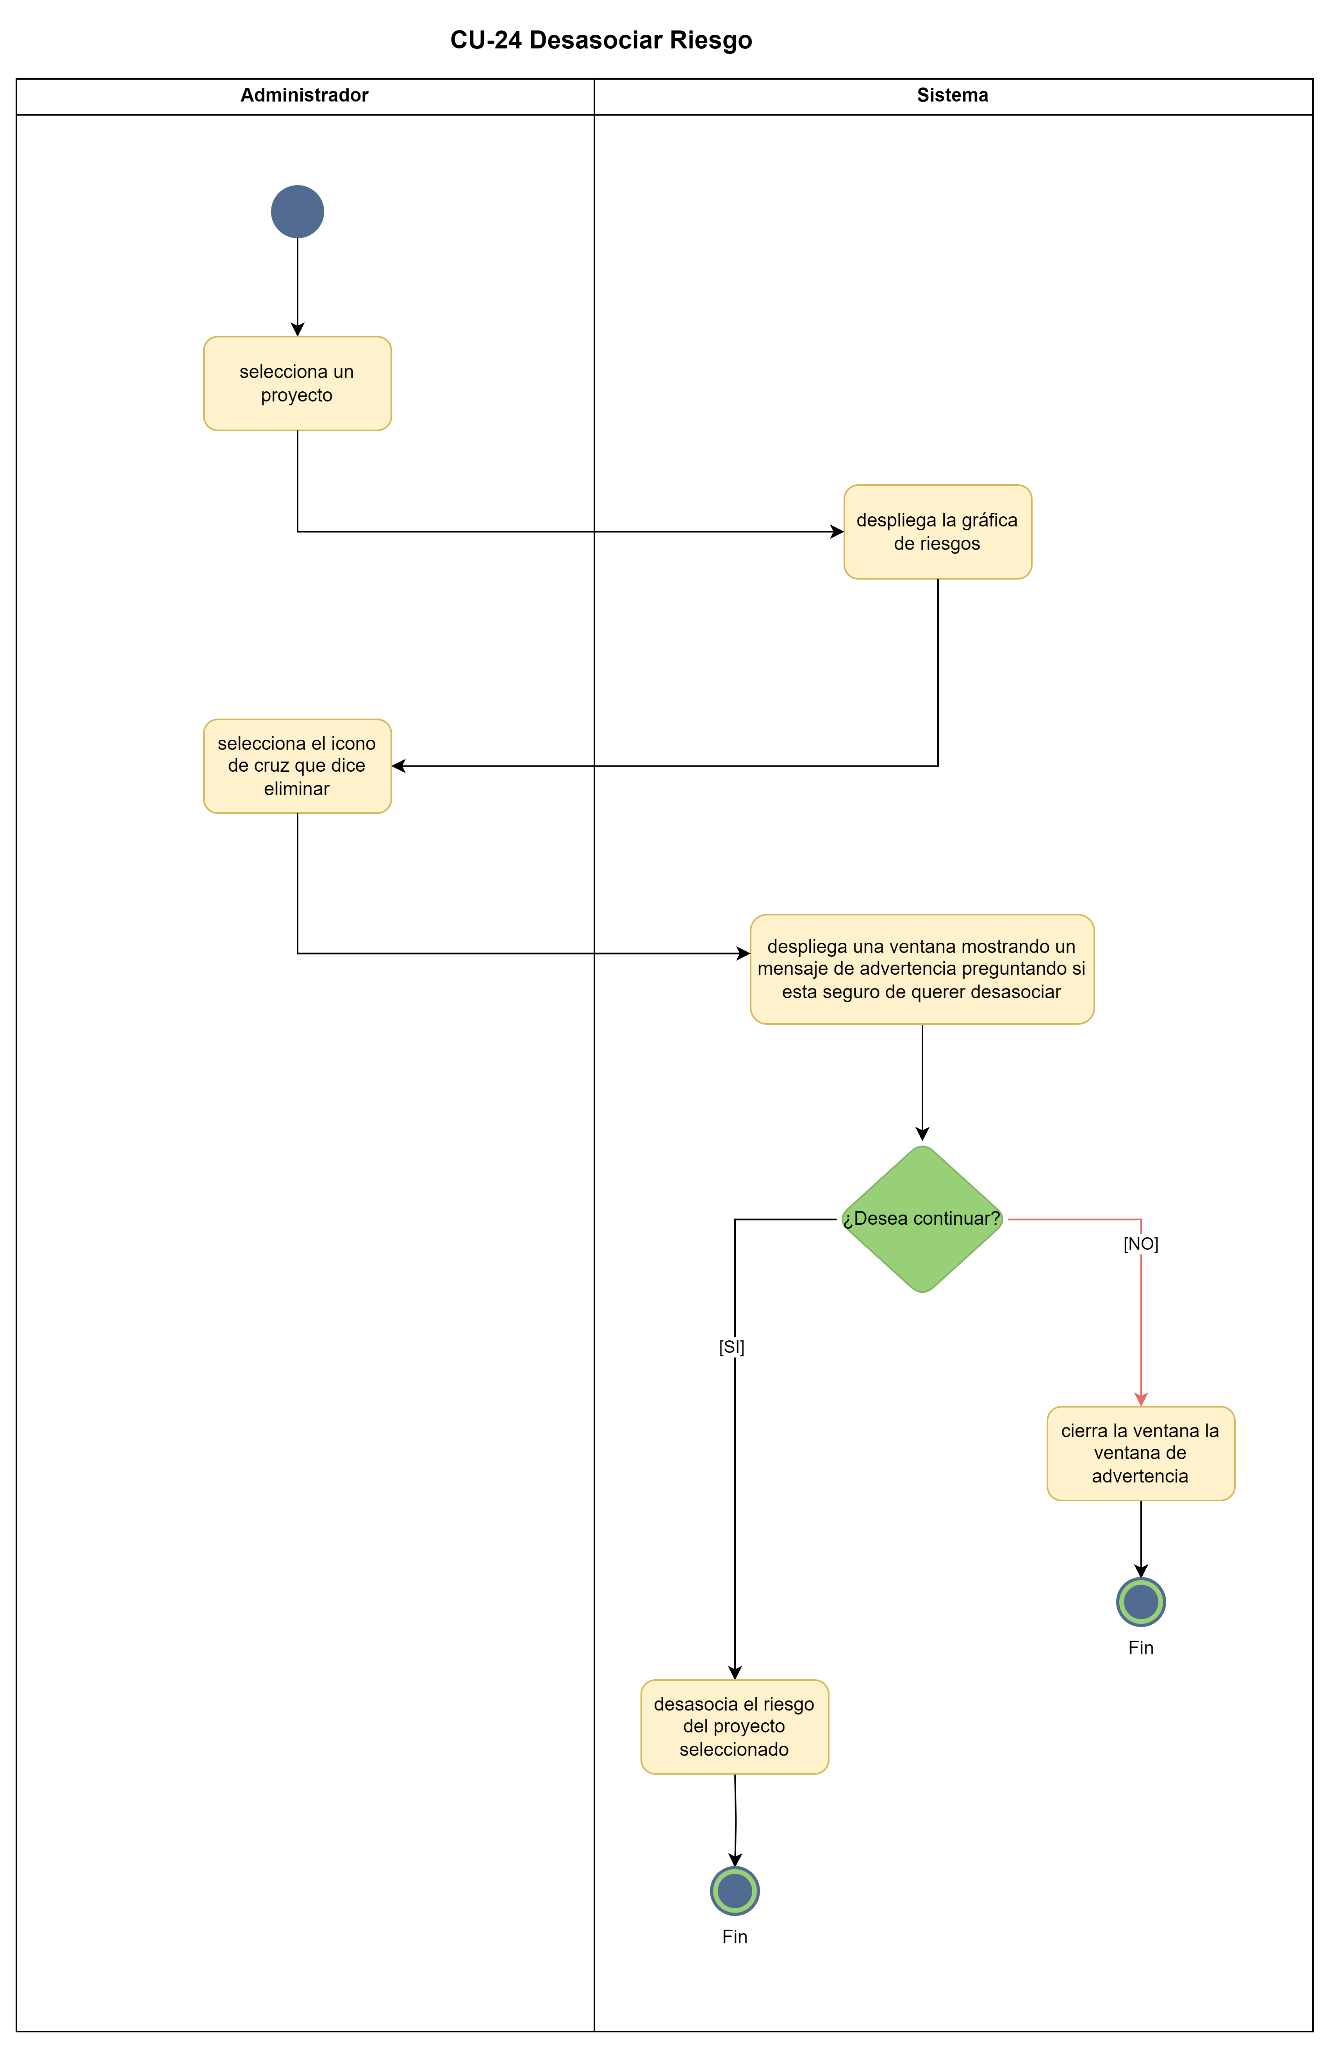 CU-24 Desasociar Riesgo
Administrador
Sistema
selecciona un
proyecto
despliega la gráfica
de riesgos
selecciona el icono
de cruz que dice
eliminar
despliega una ventana mostrando un
mensaje de advertencia preguntando si
esta seguro de querer desasociar
¿Desea continuar?
[NO]
[SI]
cierra la ventana la
ventana de
advertencia
Fin
desasocia el riesgo
del proyecto
seleccionado
Fin